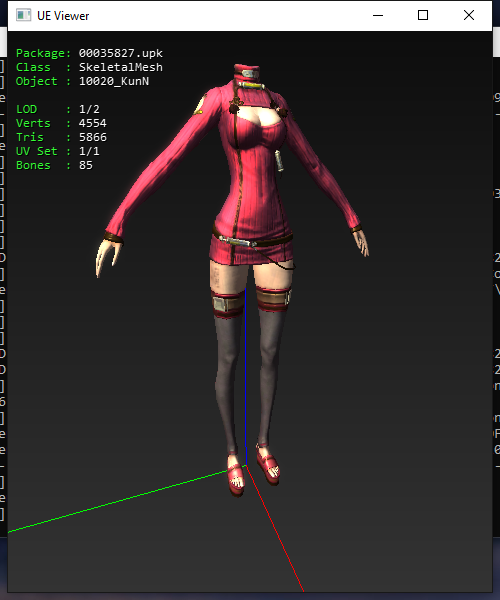 UE Viewer
Package: 00035827.upk
Class : SkeletalMesh
Object : 10020_KunN
LOD : 1/2
Verts : 4554
Tris : 5866
UV Set : 1/1
Bones : 85